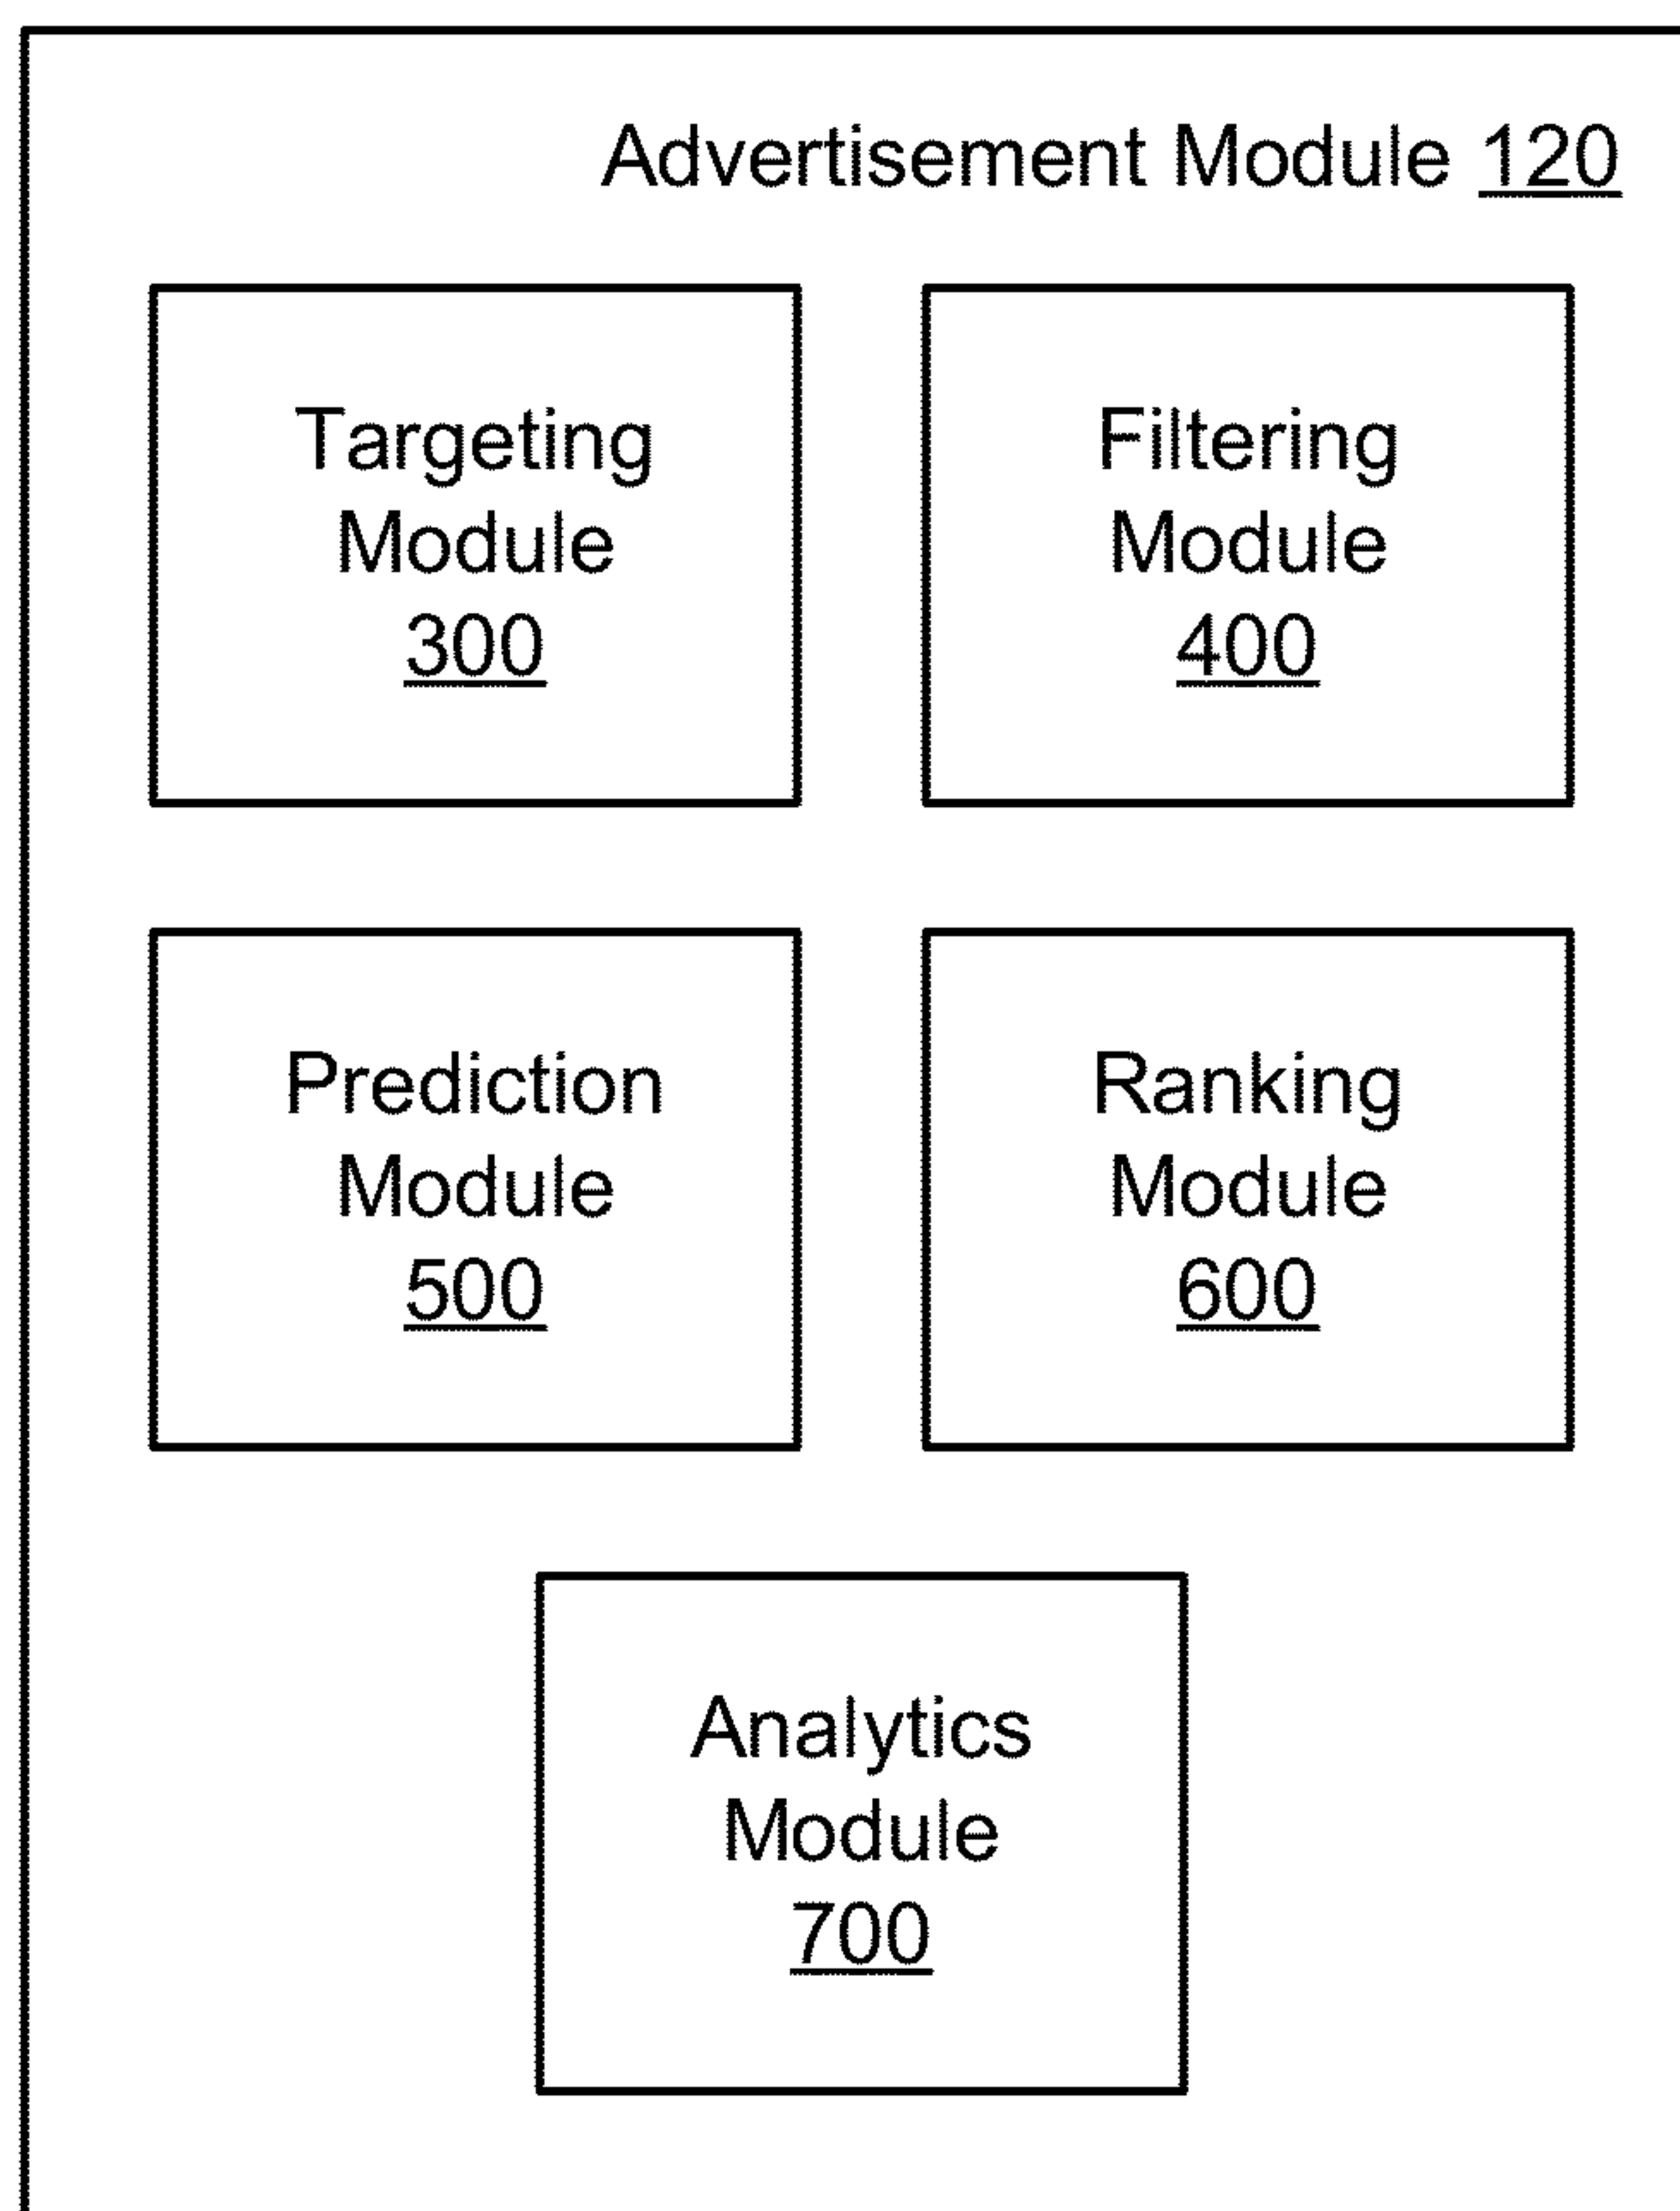 Advertisement Module 120
Targeting
Module
300
Filtering
Module
400
Prediction
Module
500
Ranking
Module
600
Analytics
Module
700